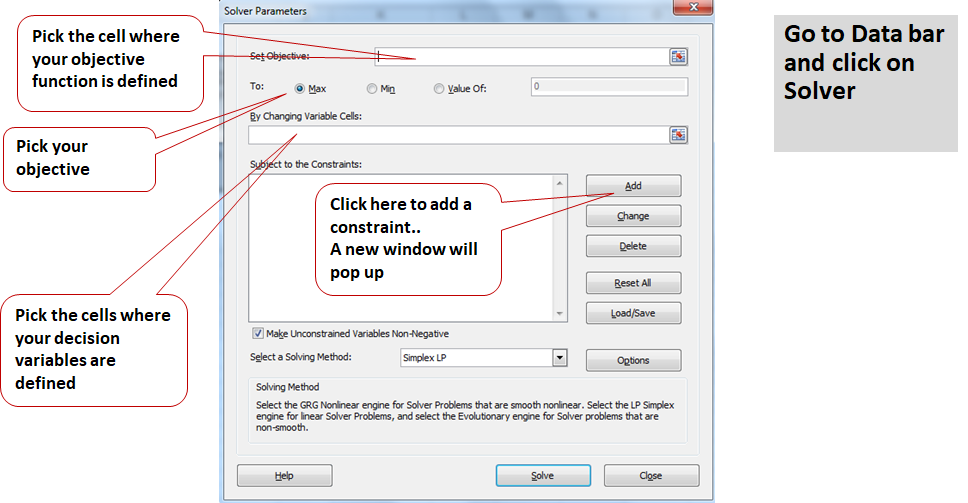 Solver Parameters
Pick the cell where
your objective
function is defined
Go to Data bar
and click on
Solver
Set Objective:
To:
Max
Min
Value Of:
0
By Changing Variable Cells:
Pick your
objective
Subject to the Constraints:
Click here to add a
constraint..
A new window will
pop up
Add
Change
Delete
Reset All
Load/Save
Pick the cells where
your decision
variables are
defined
Make Unconstrained Variables Non-Negative
Select a Solving Method:
Simplex LP
Options
Solving Method
Select the GRG Nonlinear engine for Solver Problems that are smooth nonlinear. Select the LP Simplex
engine for linear Solver Problems, and select the Evolutionary engine for Solver problems that are
non-smooth.
Help
Solve
Close